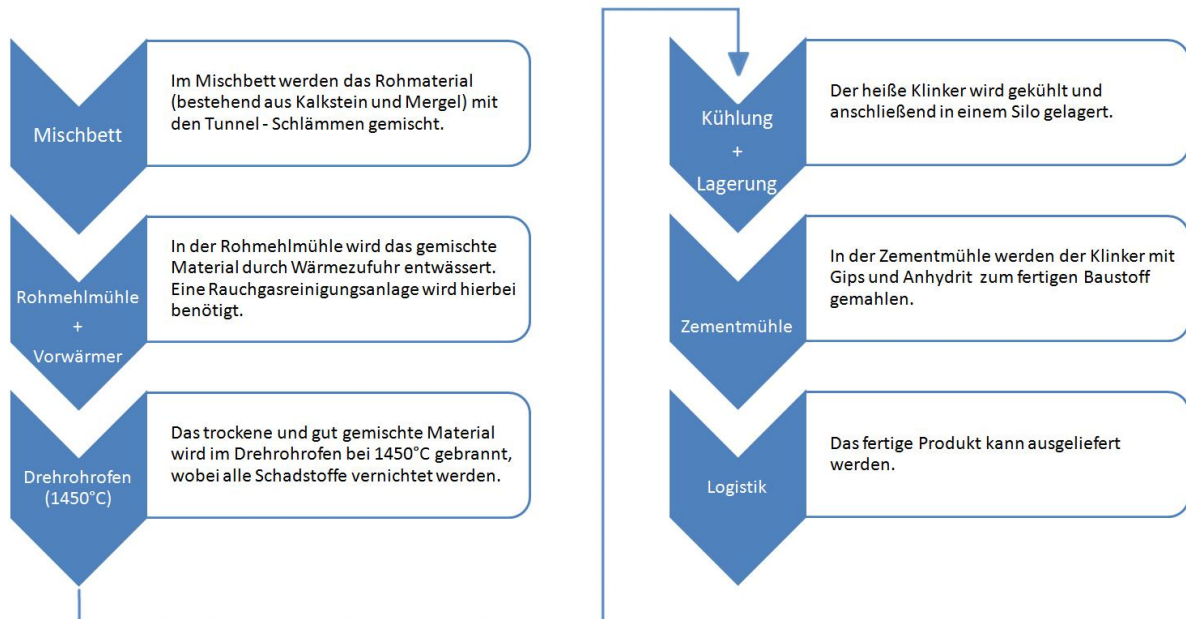 Mischbett
Im Mischbett werden das Rohmaterial
(bestehend aus Kalkstein und Mergel) mit
den Tunnel - Schlämmen gemischt.
Rohmehlmühle
+
Vorwärmer
In der Rohmehlmühle wird das gemischte
Material durch Wärmezufuhr entwässert.
Eine Rauchgasreinigungsanlage wird hierbei
benötigt.
Drehrohrofen
(1450°C)
Das trockene und gut gemischte Material
wird im Drehrohrofen bei 1450°C gebrannt,
wobei alle Schadstoffe vernichtet werden.
Kühlung
+
Lagerung
Der heiße Klinker wird gekühlt und
anschließend in einem Silo gelagert.
Zementmühle
In der Zementmühle werden der Klinker mit
Gips und Anhydrit zum fertigen Baustoff
gemahlen.
Logistik
Das fertige Produkt kann ausgeliefert
werden.